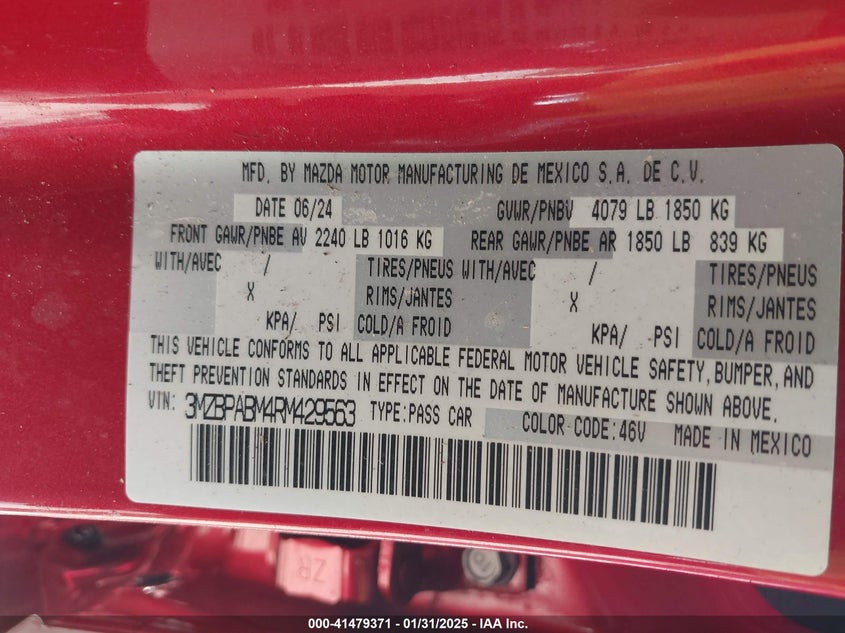 MFD. BY MAZDA MOTOR MANUFACTURING DE MEXICO S.A. DE C.V.
DATE 06/24 GVWR/PNBV 4079 LB 1850 KG
FRONT GAWR/PNBE AV 2240 LB 1016 KG REAR GAWR/PNBE AR 1850 LB 839 KG
WITH/AVEC / TIRES/PNEUS WITH/AVEC / TIRES/PNEUS
X RIMS/JANTES X RIMS/JANTES
KPA/ PSI COLD/A FROID KPA/ PSI COLD/A FROID
THIS VEHICLE CONFORMS TO ALL APPLICABLE FEDERAL MOTOR VEHICLE SAFETY, BUMPER, AND
THEFT PREVENTION STANDARDS IN EFFECT ON THE DATE OF MANUFACTURE SHOWN ABOVE.
VIN: 3MZBPABM4RM429563 TYPE:PASS CAR COLOR CODE:46V MADE IN MEXICO
ZR
000-41479371 - 01/31/2025 - IAA Inc.